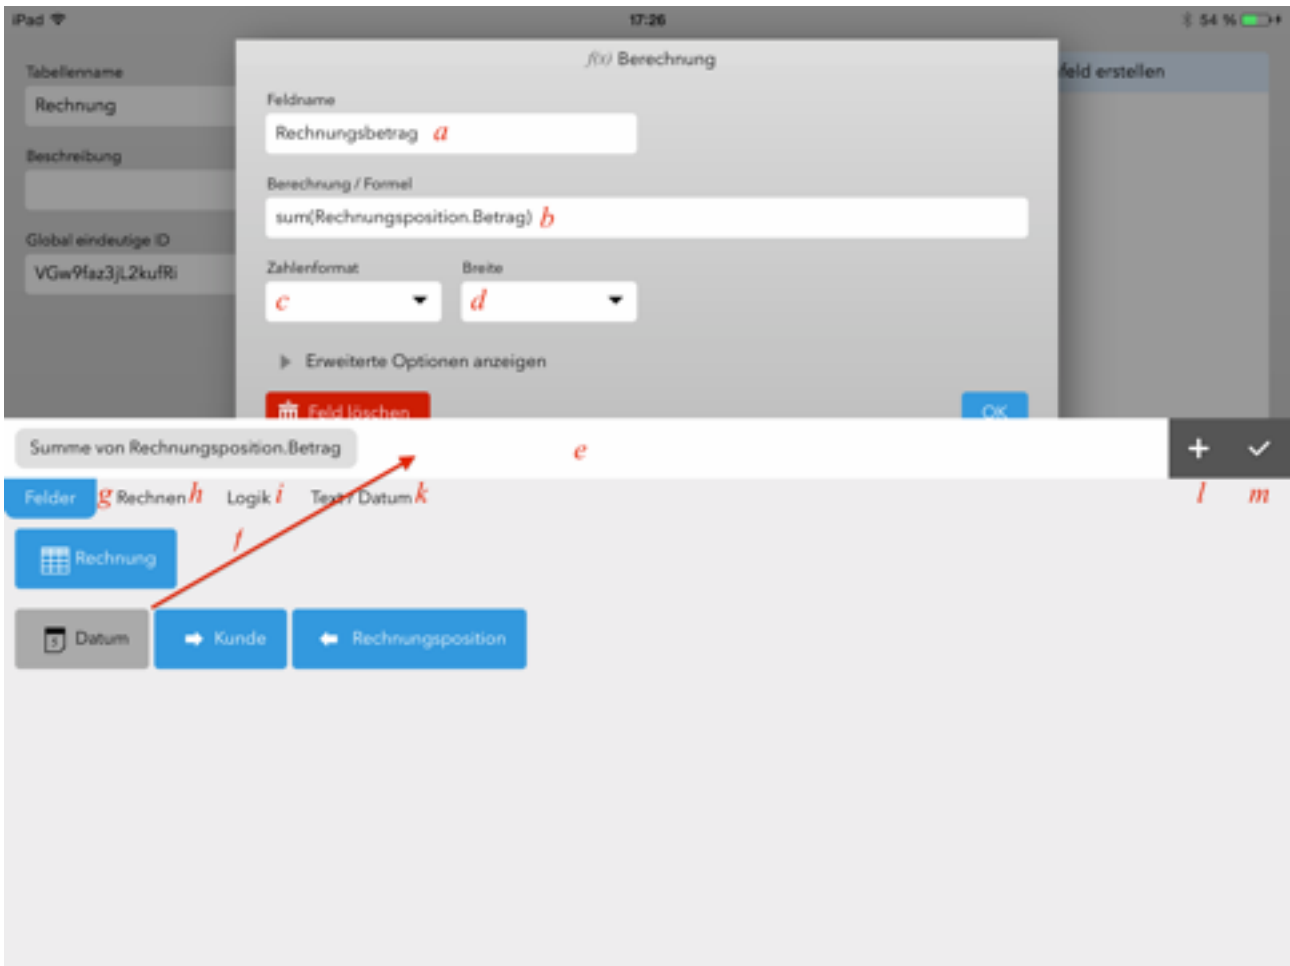 iPad 17:26 54 %
f(x) Berechnung
Tabellenname
feld erstellen
Rechnung
Feldname
Rechnungsbetrag a
Beschreibung
Berechnung / Formel
sum(Rechnungsposition.Betrag) b
Global eindeutige ID
VGw9faz3jL2kufRi
Zahlenformat Breite
c d
Erweiterte Optionen anzeigen
Feld löschen OK
Summe von Rechnungsposition.Betrag e + ✓
Felder g Rechnen h Logik i Text / Datum k l m
f
Rechnung
5 Datum Kunde Rechnungsposition